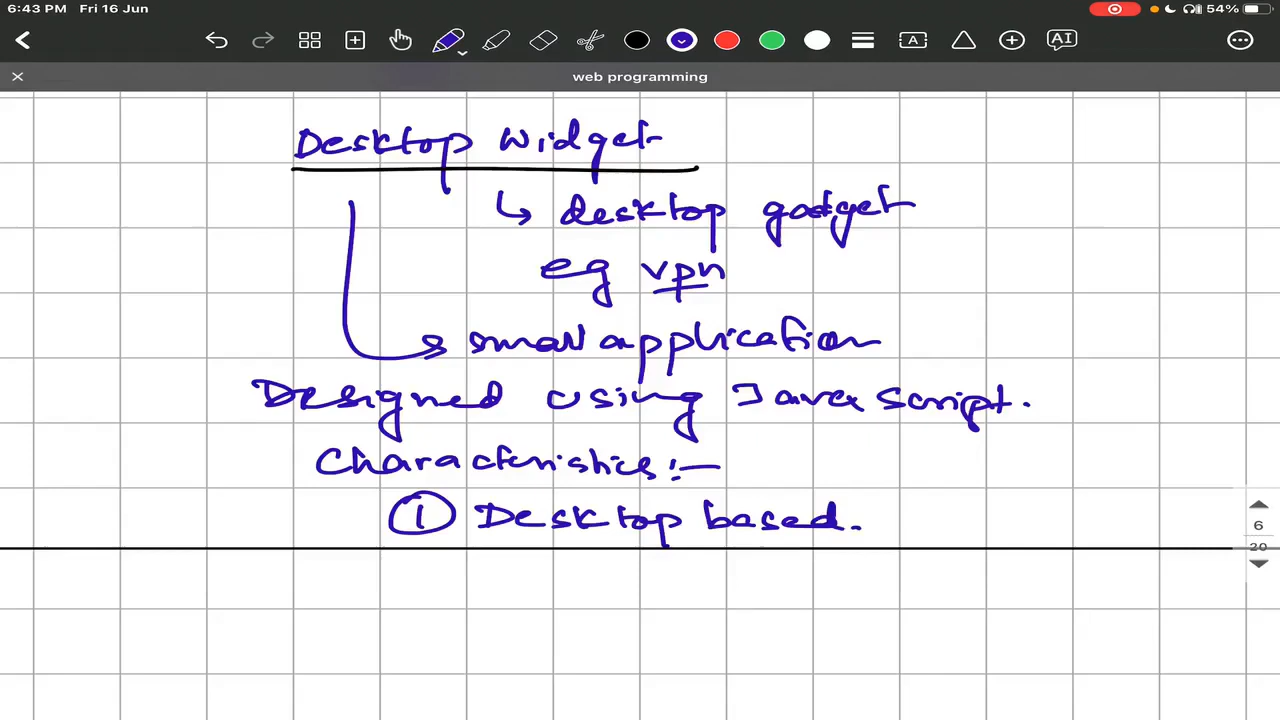 6:43 PM Fri 16 Jun
54%
A
AI
web programming
Desktop widget
↳ desktop gadget
eg vpn
→ small application
Designed using Javascript.
Characteristics:-
① Desktop based.
6
20